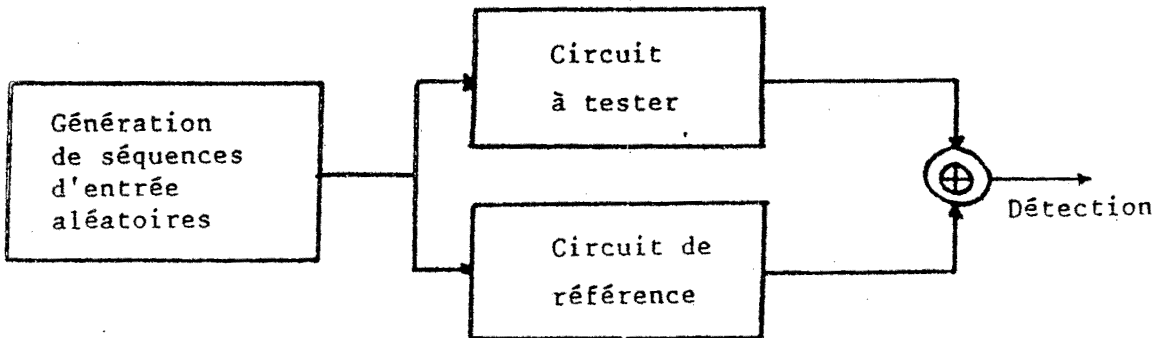 Génération
de séquences
d'entrée
aléatoires
Circuit
à tester
Circuit de
référence
Détection